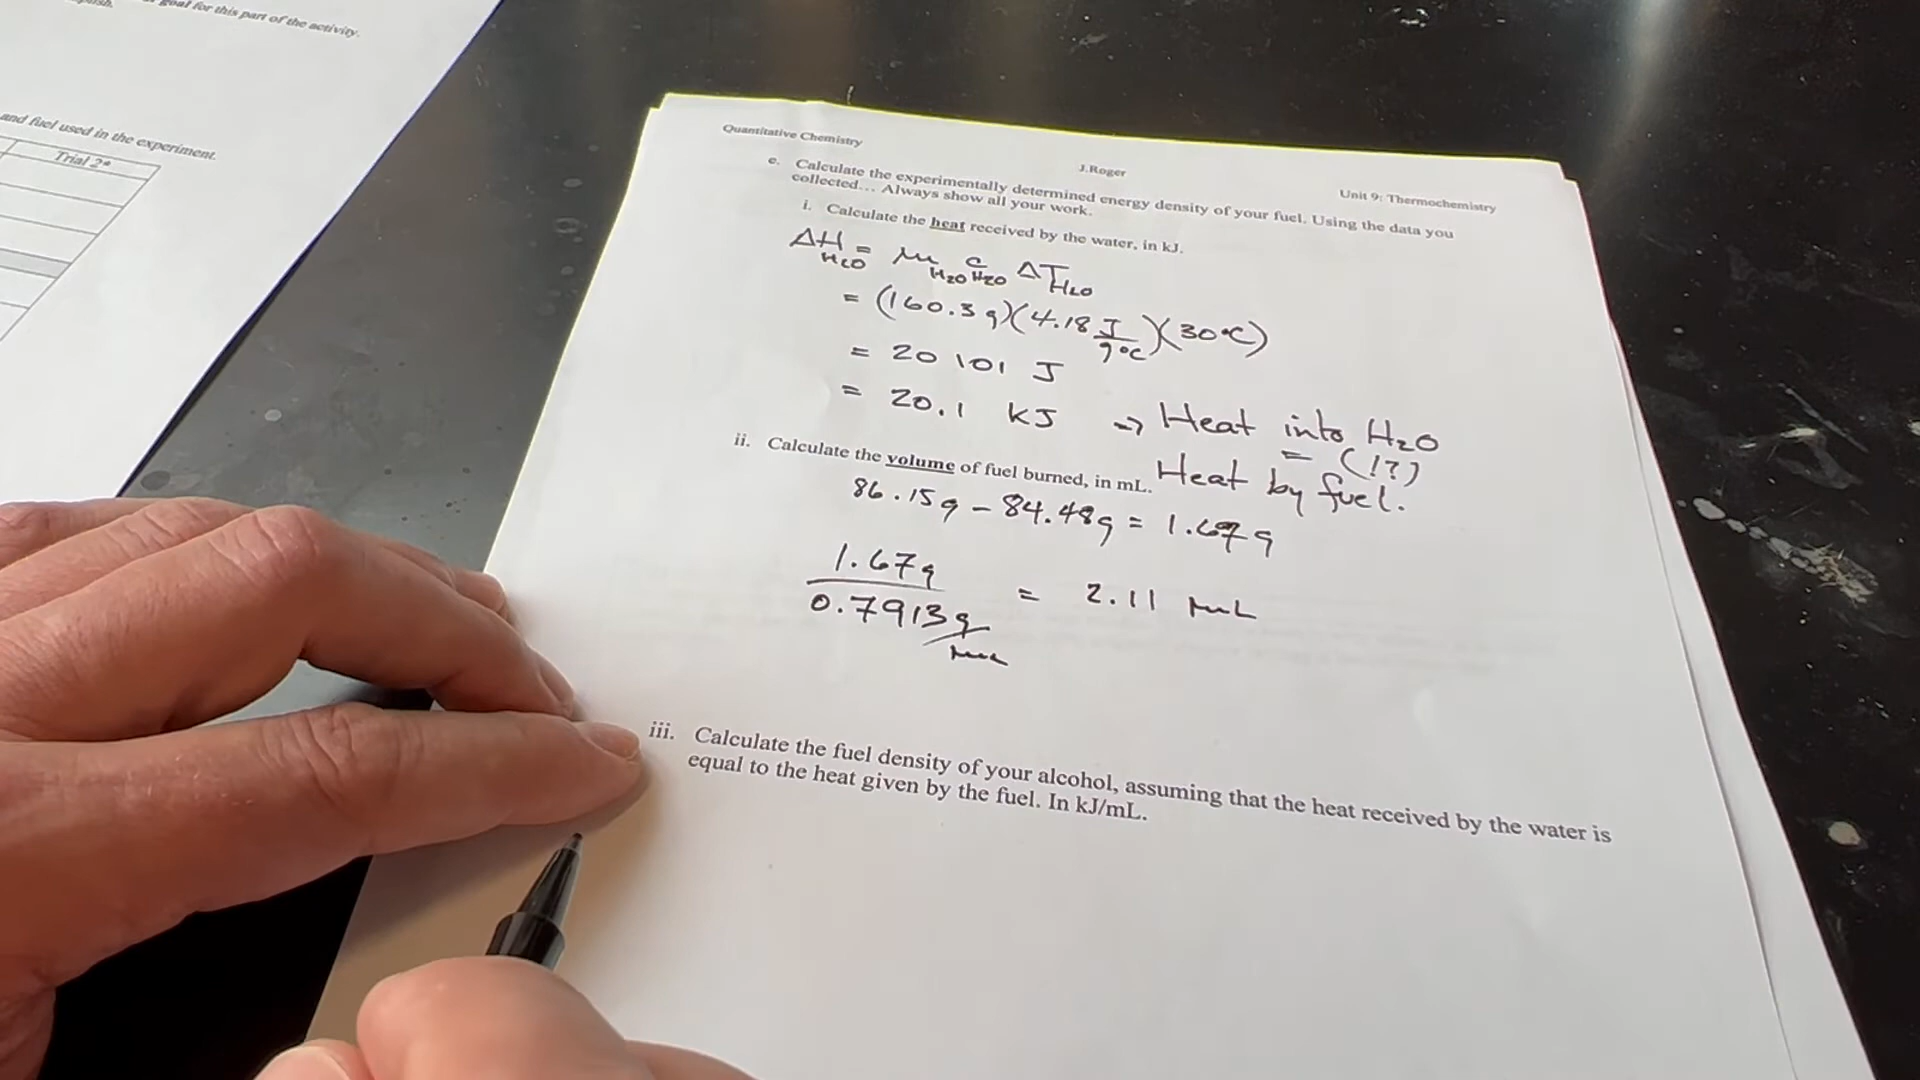 goal for this part of the activity.
and fuel used in the experiment.
Trial 2*
Quantitative Chemistry
J.Roger
Unit 9: Thermochemistry
e. Calculate the experimentally determined energy density of your fuel. Using the data you
collected... Always show all your work.
i. Calculate the heat received by the water, in kJ.
ΔH H2O = m H2O c H2O ΔT H2O
= (160.3 g)(4.18 J/g°C)(30°C)
= 20 101 J
= 20.1 kJ → Heat into H2O
= (!?)
Heat by fuel.
ii. Calculate the volume of fuel burned, in mL.
86.15g - 84.48g = 1.67g
1.67g
= 2.11 mL
0.7913g/mL
iii. Calculate the fuel density of your alcohol, assuming that the heat received by the water is
equal to the heat given by the fuel. In kJ/mL.